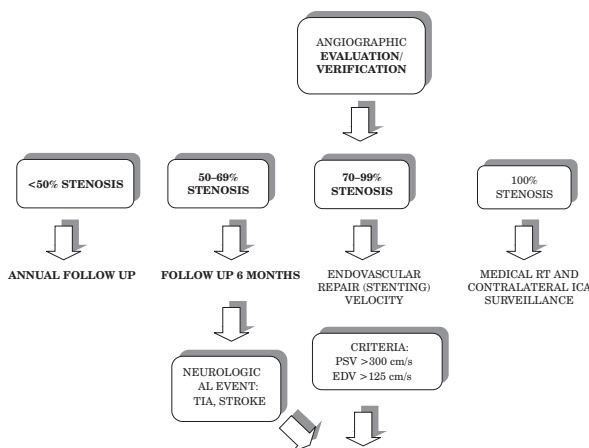 ANGIOGRAPHIC
EVALUATION/
VERIFICATION
<50% STENOSIS
50–69%
STENOSIS
70–99%
STENOSIS
100%
STENOSIS
ANNUAL FOLLOW UP
FOLLOW UP 6 MONTHS
ENDOVASCULAR
REPAIR (STENTING)
VELOCITY
MEDICAL RT AND
CONTRALATERAL ICA
SURVEILLANCE
NEUROLOGIC
AL EVENT:
TIA, STROKE
CRITERIA:
PSV >300 cm/s
EDV >125 cm/s